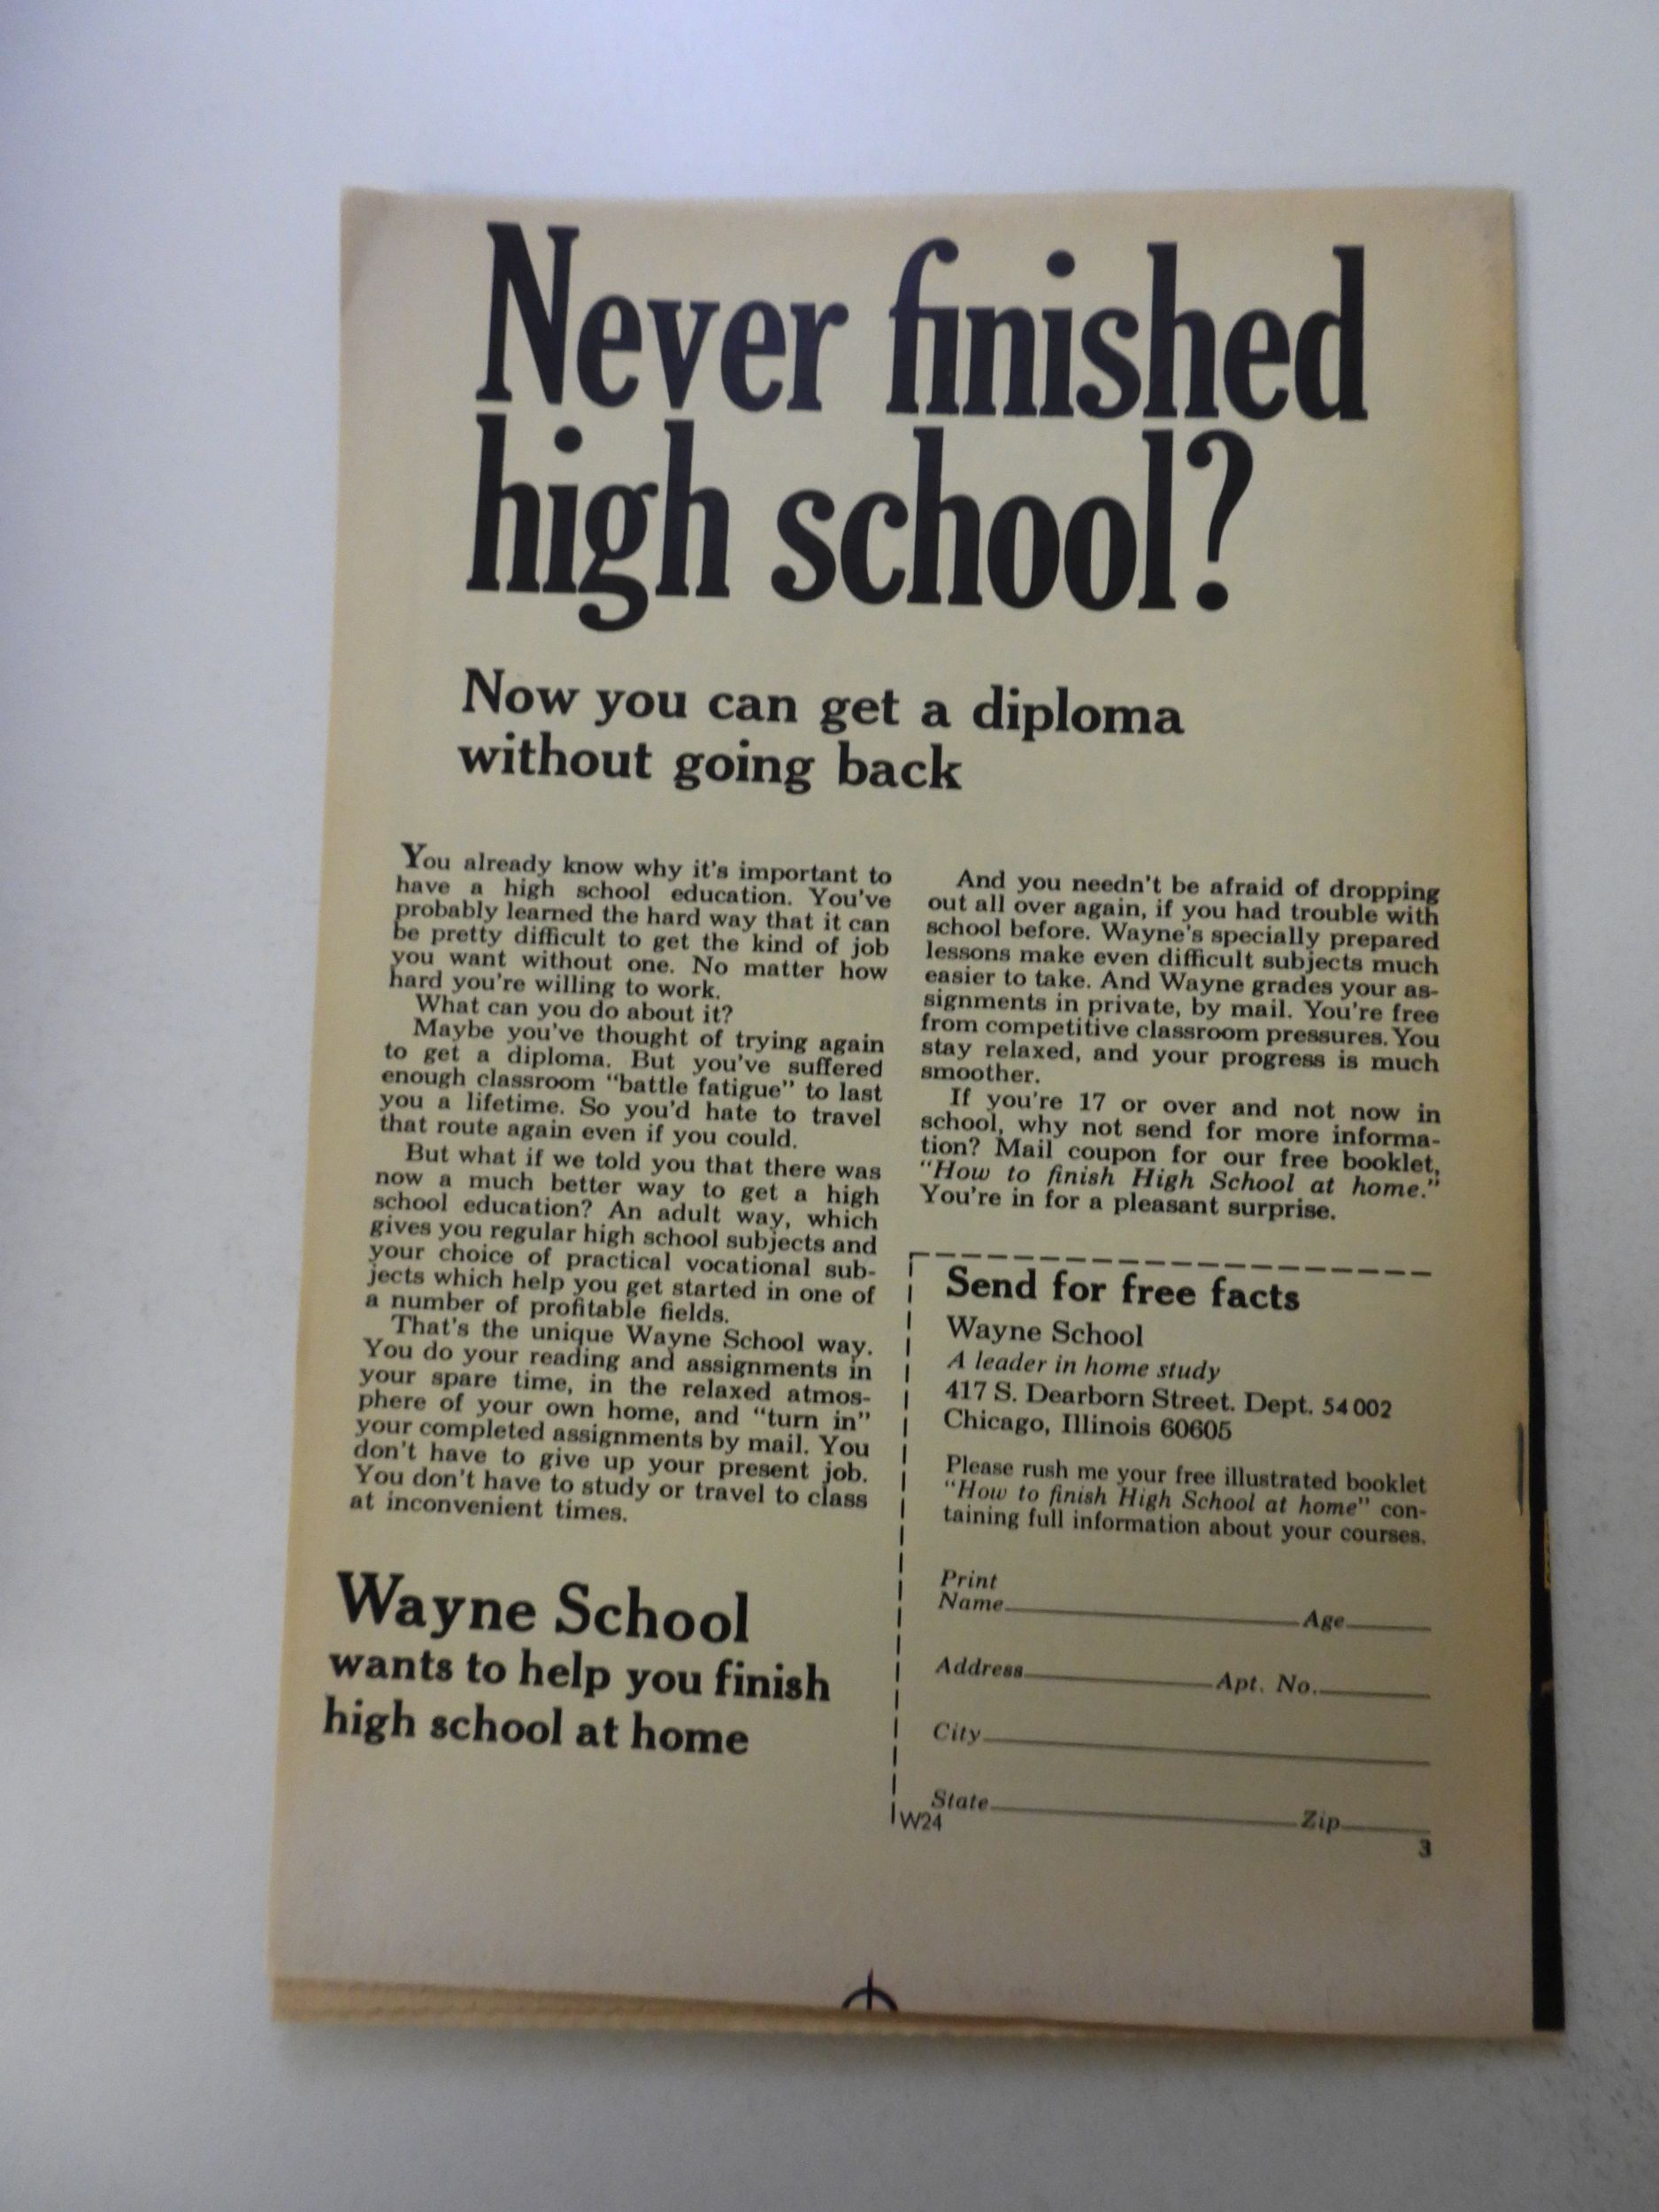 Never finished
high school?
Now you can get a diploma
without going back
You already know why it's important to
have a high school education. You've
probably learned the hard way that it can
be pretty difficult to get the kind of job
you want without one. No matter how
hard you're willing to work.
What can you do about it?
Maybe you've thought of trying again
to get a diploma. But you've suffered
enough classroom "battle fatigue" to last
you a lifetime. So you'd hate to travel
that route again even if you could.
But what if we told you that there was
now a much better way to get a high
school education? An adult way, which
gives you regular high school subjects and
your choice of practical vocational sub-
jects which help you get started in one of
a number of profitable fields.
That's the unique Wayne School way.
You do your reading and assignments in
your spare time, in the relaxed atmos-
phere of your own home, and "turn in"
your completed assignments by mail. You
don't have to give up your present job.
You don't have to study or travel to class
at inconvenient times.
Wayne School
wants to help you finish
high school at home
And you needn't be afraid of dropping
out all over again, if you had trouble with
school before. Wayne's specially prepared
lessons make even difficult subjects much
easier to take. And Wayne grades your as-
signments in private, by mail. You're free
from competitive classroom pressures. You
stay relaxed, and your progress is much
smoother.
If you're 17 or over and not now in
school, why not send for more informa-
tion? Mail coupon for our free booklet,
"How to finish High School at home."
You're in for a pleasant surprise.
Send for free facts
Wayne School
A leader in home study
417 S. Dearborn Street. Dept. 54 002
Chicago, Illinois 60605
Please rush me your free illustrated booklet
"How to finish High School at home" con-
taining full information about your courses.
Print
Name Age
Address Apt. No.
City
State Zip
W24
3